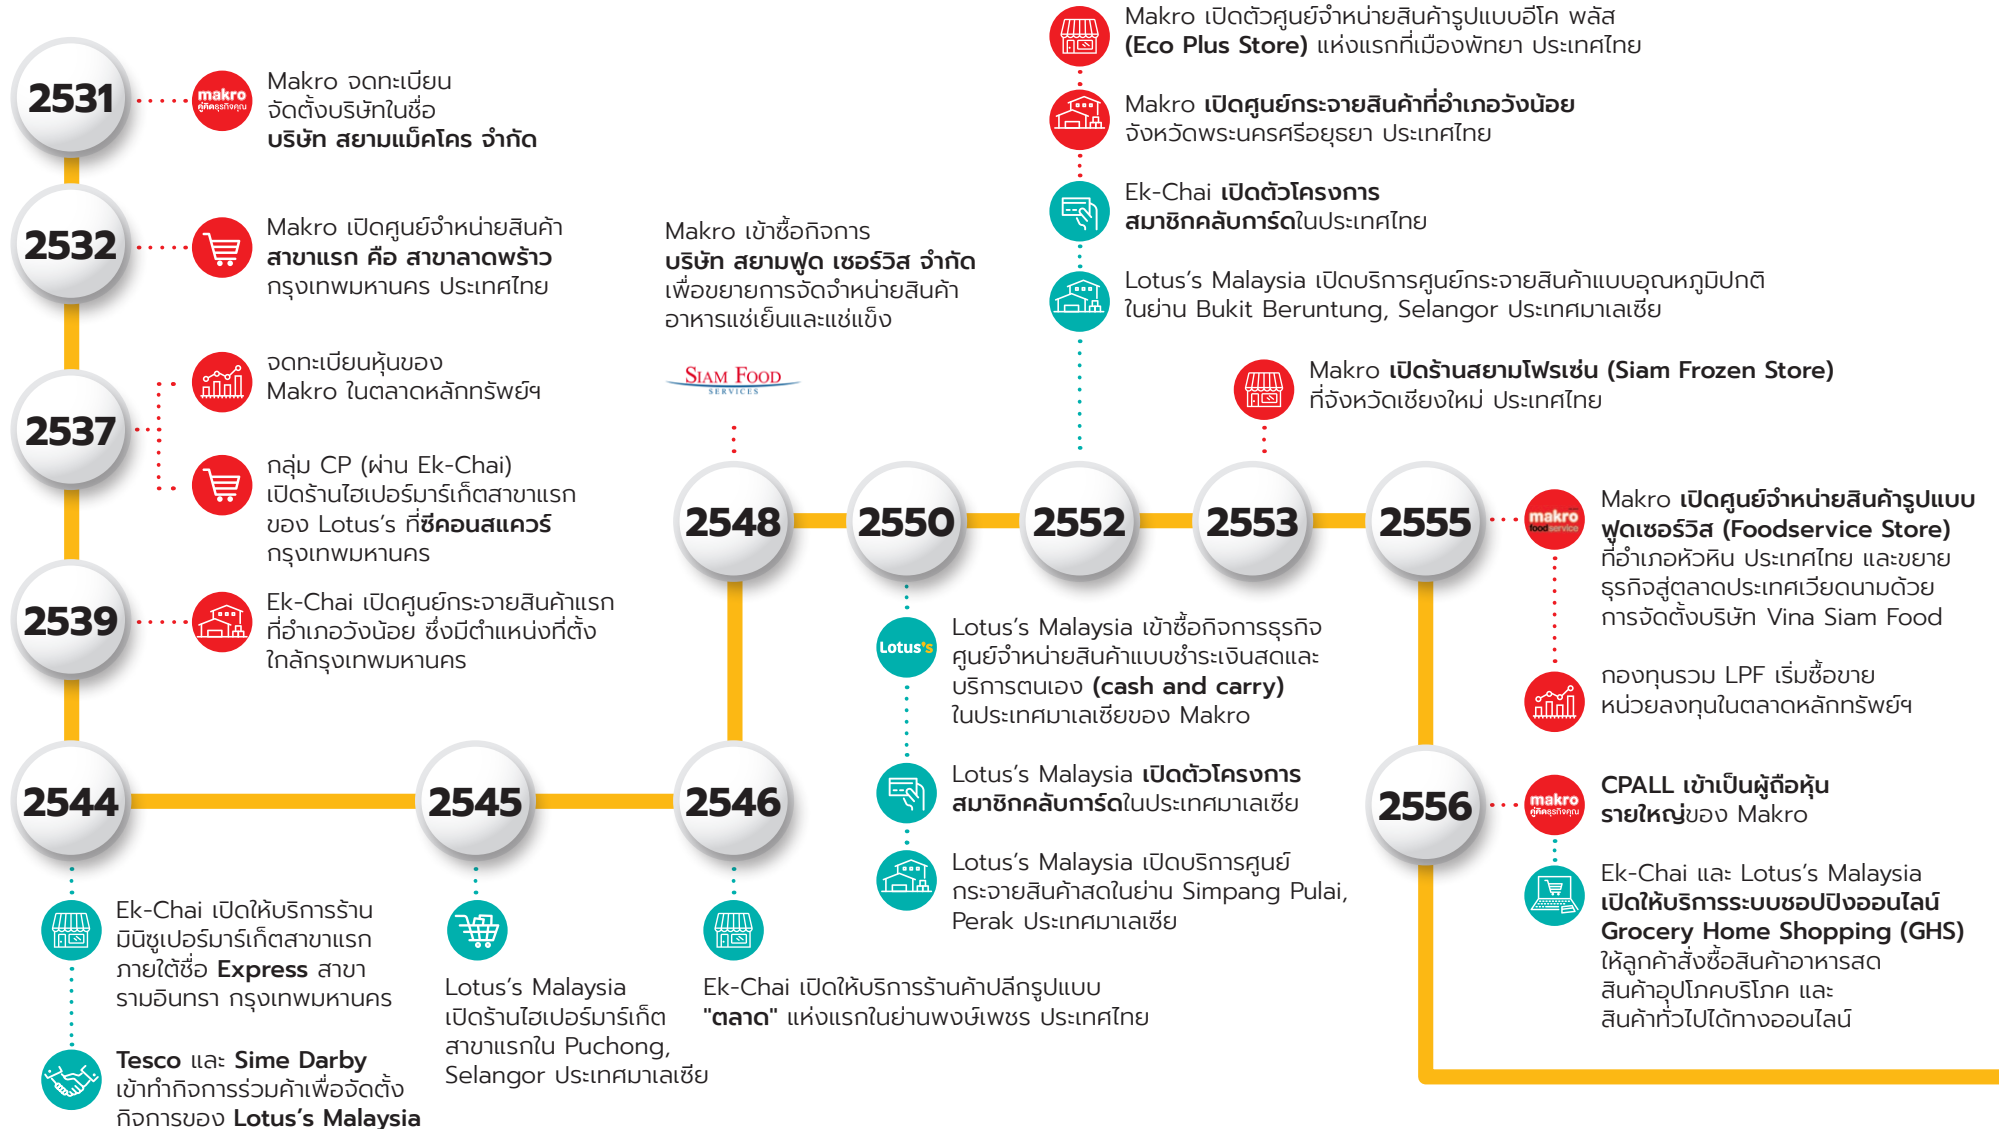 2531
makro
คู่คิดธุรกิจคุณ
Makro จดทะเบียน
จัดตั้งบริษัทในชื่อ
บริษัท สยามแม็คโคร จำกัด
2532
Makro เปิดศูนย์จำหน่ายสินค้า
สาขาแรก คือ สาขาลาดพร้าว
กรุงเทพมหานคร ประเทศไทย
2537
จดทะเบียนหุ้นของ
Makro ในตลาดหลักทรัพย์ฯ
กลุ่ม CP (ผ่าน Ek-Chai)
เปิดร้านไฮเปอร์มาร์เก็ตสาขาแรก
ของ Lotus's ที่ซีคอนสแควร์
กรุงเทพมหานคร
2539
Ek-Chai เปิดศูนย์กระจายสินค้าแรก
ที่อำเภอวังน้อย ซึ่งมีตำแหน่งที่ตั้ง
ใกล้กรุงเทพมหานคร
2544
Ek-Chai เปิดให้บริการร้าน
มินิซูเปอร์มาร์เก็ตสาขาแรก
ภายใต้ชื่อ Express สาขา
รามอินทรา กรุงเทพมหานคร
Tesco และ Sime Darby
เข้าทำกิจการร่วมค้าเพื่อจัดตั้ง
กิจการของ Lotus's Malaysia
2545
Lotus's Malaysia
เปิดร้านไฮเปอร์มาร์เก็ต
สาขาแรกใน Puchong,
Selangor ประเทศมาเลเซีย
2546
Ek-Chai เปิดให้บริการร้านค้าปลีกรูปแบบ
"ตลาด" แห่งแรกในย่านพงษ์เพชร ประเทศไทย
Makro เข้าซื้อกิจการ
บริษัท สยามฟูด เซอร์วิส จำกัด
เพื่อขยายการจัดจำหน่ายสินค้า
อาหารแช่เย็นและแช่แข็ง
SIAM FOOD
SERVICES
2548
2550
Lotus's
Lotus's Malaysia เข้าซื้อกิจการธุรกิจ
ศูนย์จำหน่ายสินค้าแบบชำระเงินสดและ
บริการตนเอง (cash and carry)
ในประเทศมาเลเซียของ Makro
Lotus's Malaysia เปิดตัวโครงการ
สมาชิกคลับการ์ดในประเทศมาเลเซีย
Lotus's Malaysia เปิดบริการศูนย์
กระจายสินค้าสดในย่าน Simpang Pulai,
Perak ประเทศมาเลเซีย
Makro เปิดตัวศูนย์จำหน่ายสินค้ารูปแบบอีโค พลัส
(Eco Plus Store) แห่งแรกที่เมืองพัทยา ประเทศไทย
Makro เปิดศูนย์กระจายสินค้าที่อำเภอวังน้อย
จังหวัดพระนครศรีอยุธยา ประเทศไทย
Ek-Chai เปิดตัวโครงการ
สมาชิกคลับการ์ดในประเทศไทย
Lotus's Malaysia เปิดบริการศูนย์กระจายสินค้าแบบอุณหภูมิปกติ
ในย่าน Bukit Beruntung, Selangor ประเทศมาเลเซีย
2552
Makro เปิดร้านสยามโฟรเซ่น (Siam Frozen Store)
ที่จังหวัดเชียงใหม่ ประเทศไทย
2553
2555
makro
foodservice
Makro เปิดศูนย์จำหน่ายสินค้ารูปแบบ
ฟูดเซอร์วิส (Foodservice Store)
ที่อำเภอหัวหิน ประเทศไทย และขยาย
ธุรกิจสู่ตลาดประเทศเวียดนามด้วย
การจัดตั้งบริษัท Vina Siam Food
กองทุนรวม LPF เริ่มซื้อขาย
หน่วยลงทุนในตลาดหลักทรัพย์ฯ
2556
makro
คู่คิดธุรกิจคุณ
CPALL เข้าเป็นผู้ถือหุ้น
รายใหญ่ของ Makro
Ek-Chai และ Lotus's Malaysia
เปิดให้บริการระบบชอปปิงออนไลน์
Grocery Home Shopping (GHS)
ให้ลูกค้าสั่งซื้อสินค้าอาหารสด
สินค้าอุปโภคบริโภค และ
สินค้าทั่วไปได้ทางออนไลน์